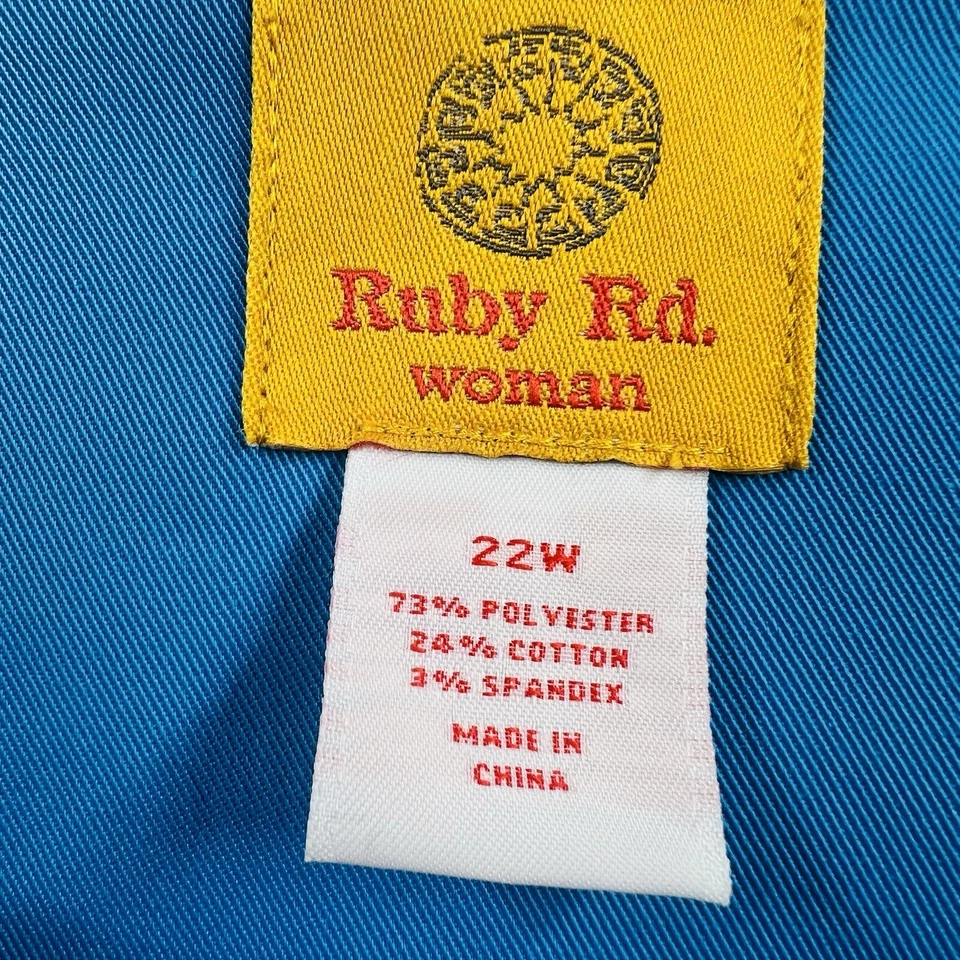 Ruby Rd.
woman
22W
73% POLYESTER
24% COTTON
3% SPANDEX
MADE IN
CHINA